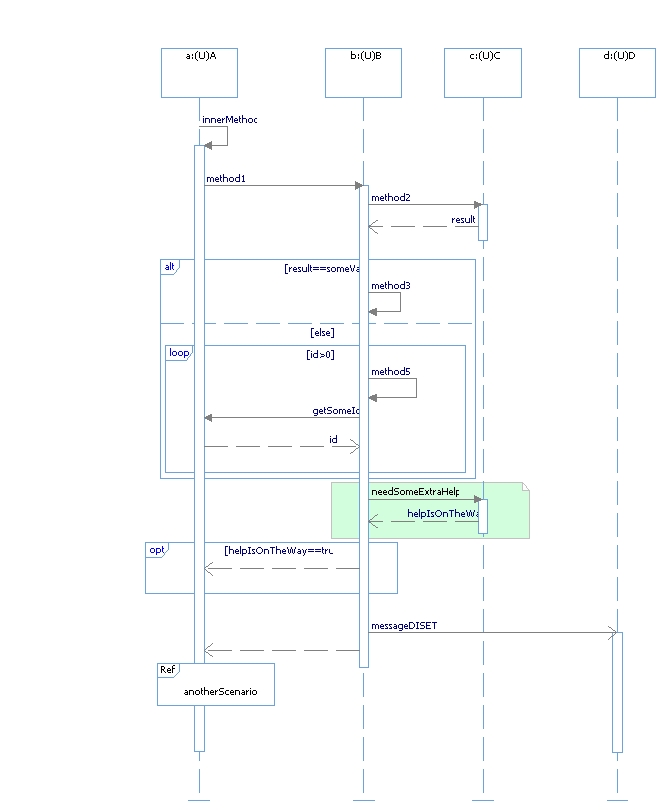 a:(U)A
b:(U)B
c:(U)C
d:(U)D
innerMethoc
method1
method2
result
alt
[result==someVa
method3
[else]
loop
[id>0]
method5
getSomeId
id
needSomeExtraHelp
helpIsOnTheWa
opt
[helpIsOnTheWay==tru
messageDISET
Ref
anotherScenario